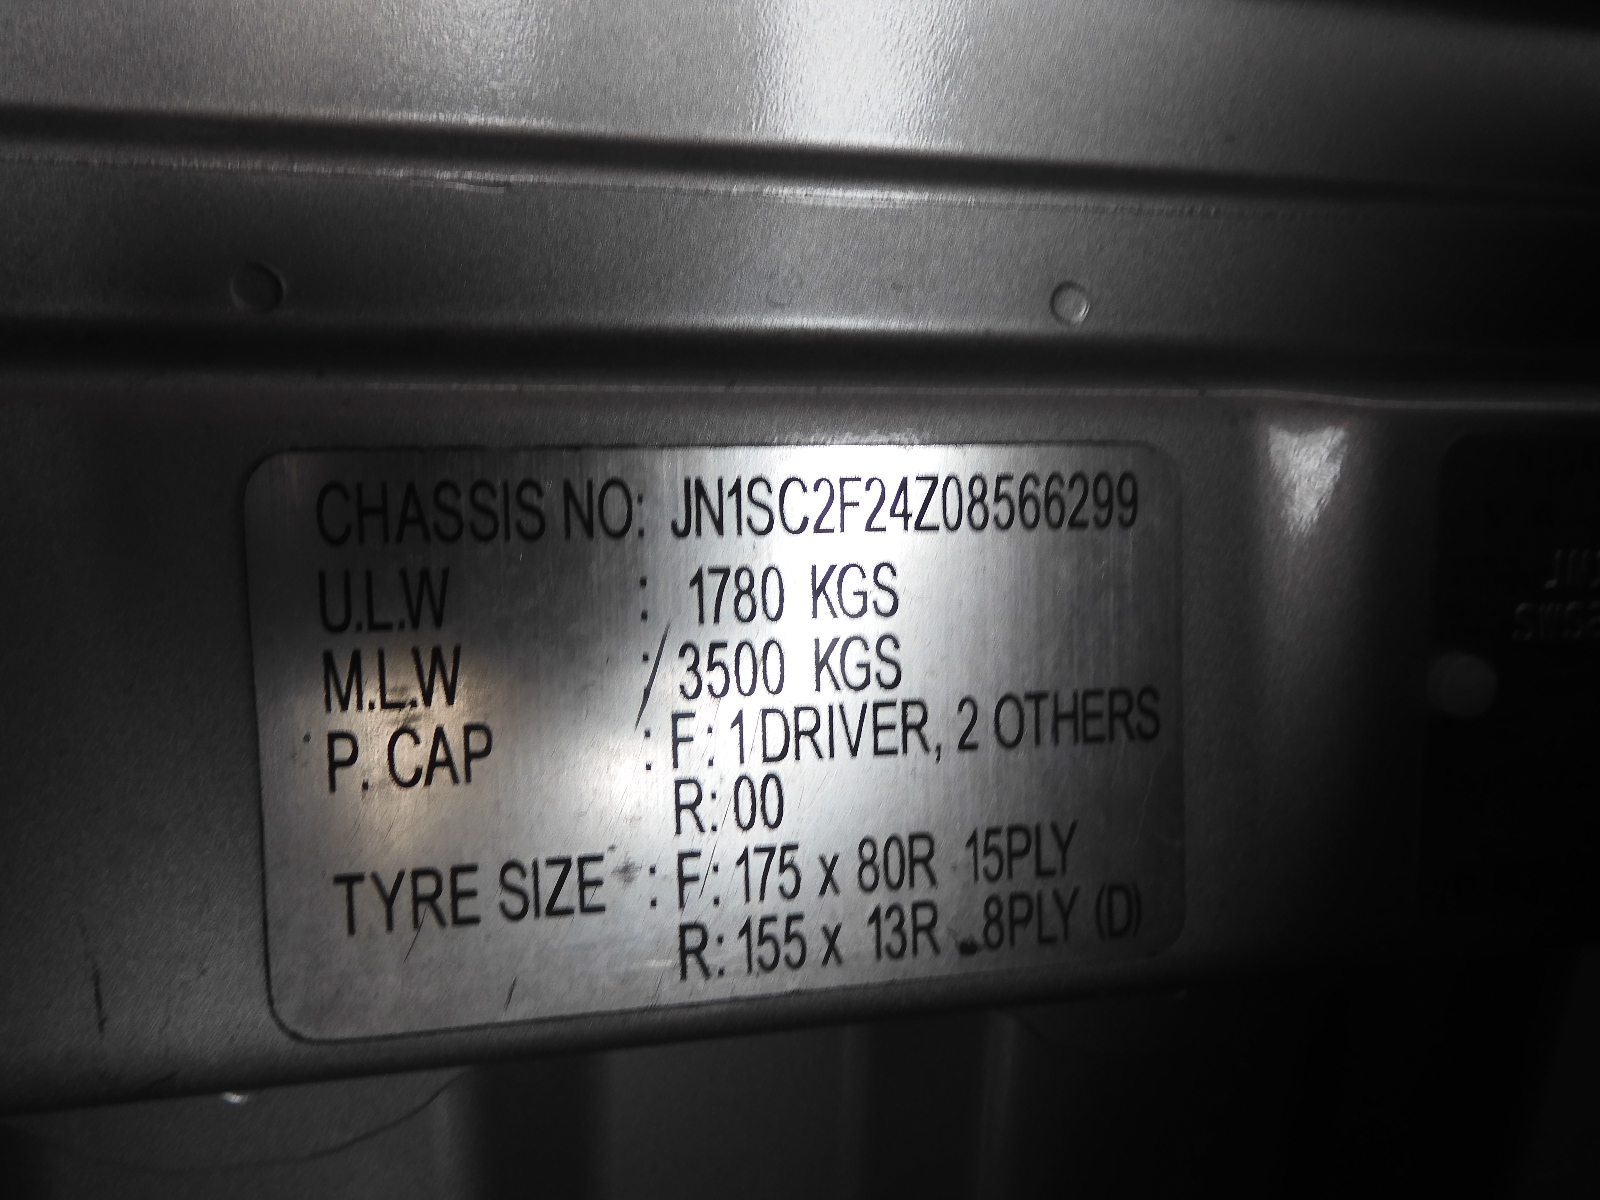 CHASSIS NO: JN1SC2F24Z08566299
U.L.W : 1780 KGS
M.L.W : 3500 KGS
P. CAP : F: 1 DRIVER, 2 OTHERS
R: 00
TYRE SIZE : F: 175 x 80R 15PLY
R: 155 x 13R 8PLY (D)